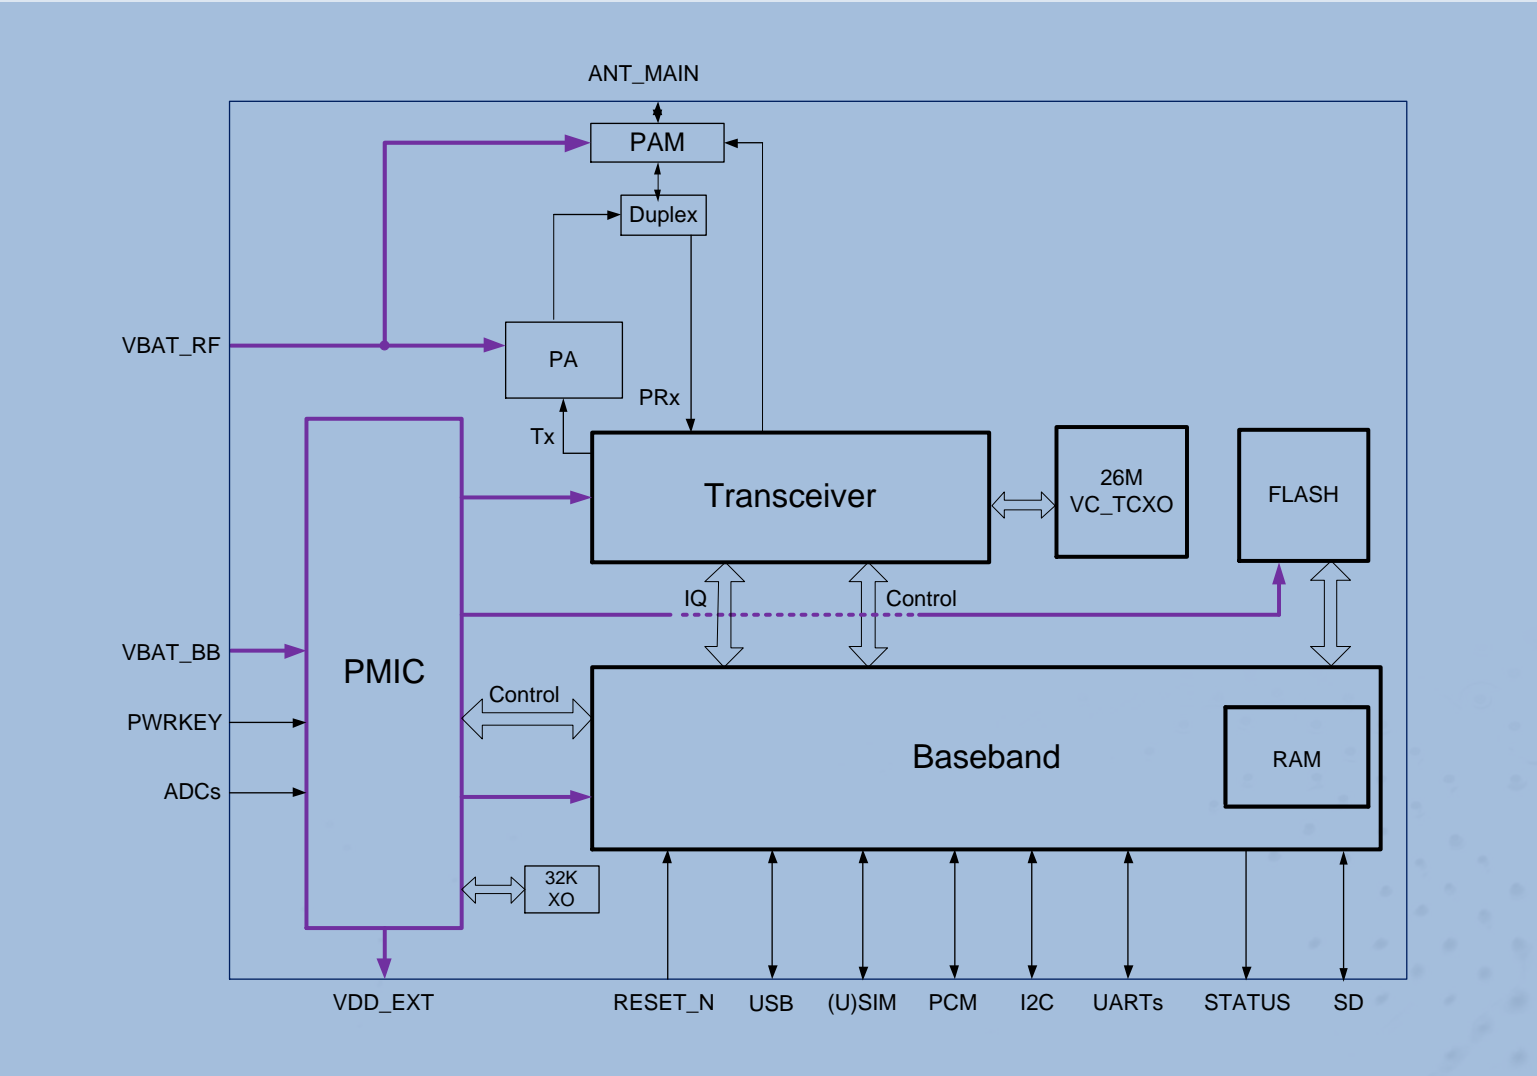 ANT_MAIN
PAM
Duplex
VBAT_RF
PA
PRx
Tx
Transceiver
26M
VC_TCXO
FLASH
IQ
Control
VBAT_BB
PMIC
Control
PWRKEY
Baseband
RAM
ADCs
32K
XO
VDD_EXT
RESET_N
USB
(U)SIM
PCM
I2C
UARTs
STATUS
SD